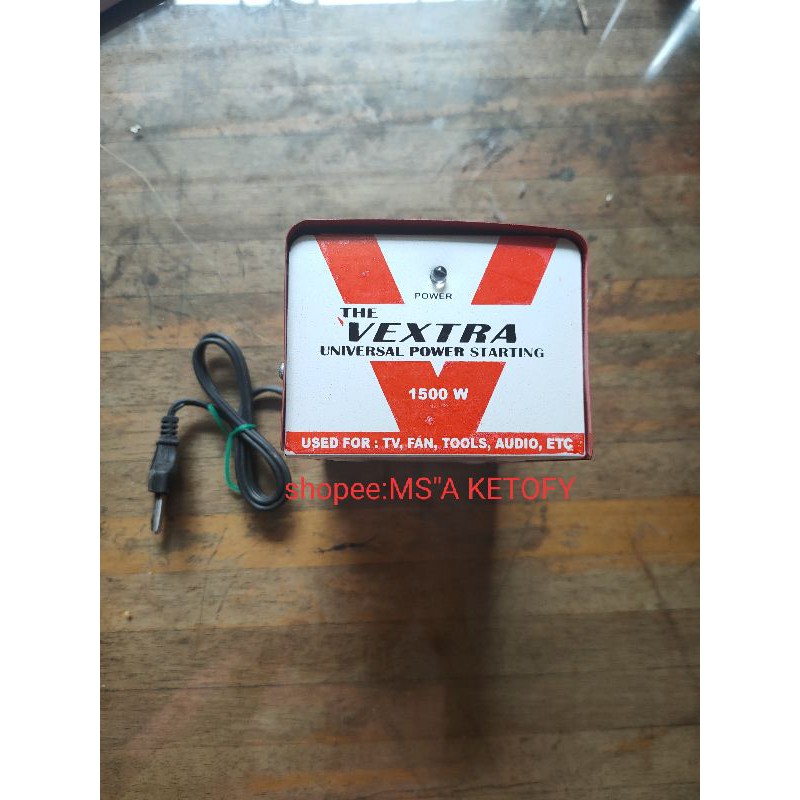 POWER
THE
VEXTRA
UNIVERSAL POWER STARTING
1500 W
USED FOR : TV, FAN, TOOLS, AUDIO, ETC
shopee:MS"A KETOFY